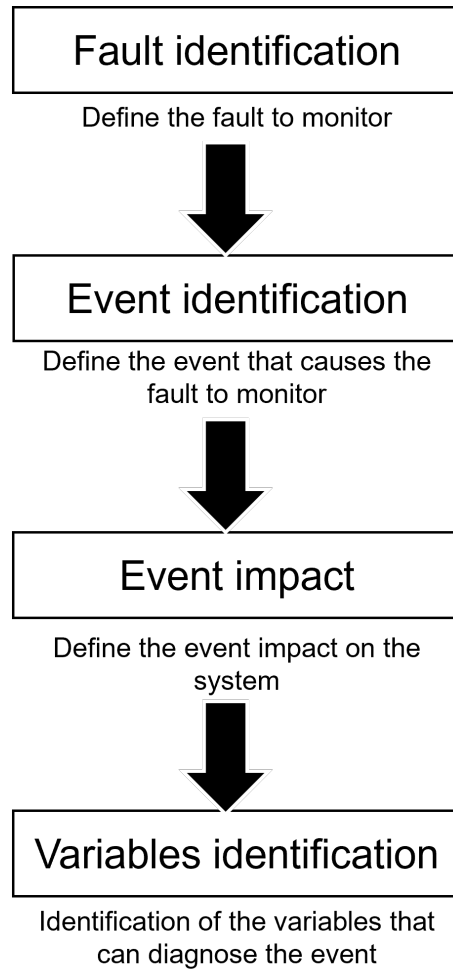 Fault identification
Define the fault to monitor
Event identification
Define the event that causes the
fault to monitor
Event impact
Define the event impact on the
system
Variables identification
Identification of the variables that
can diagnose the event